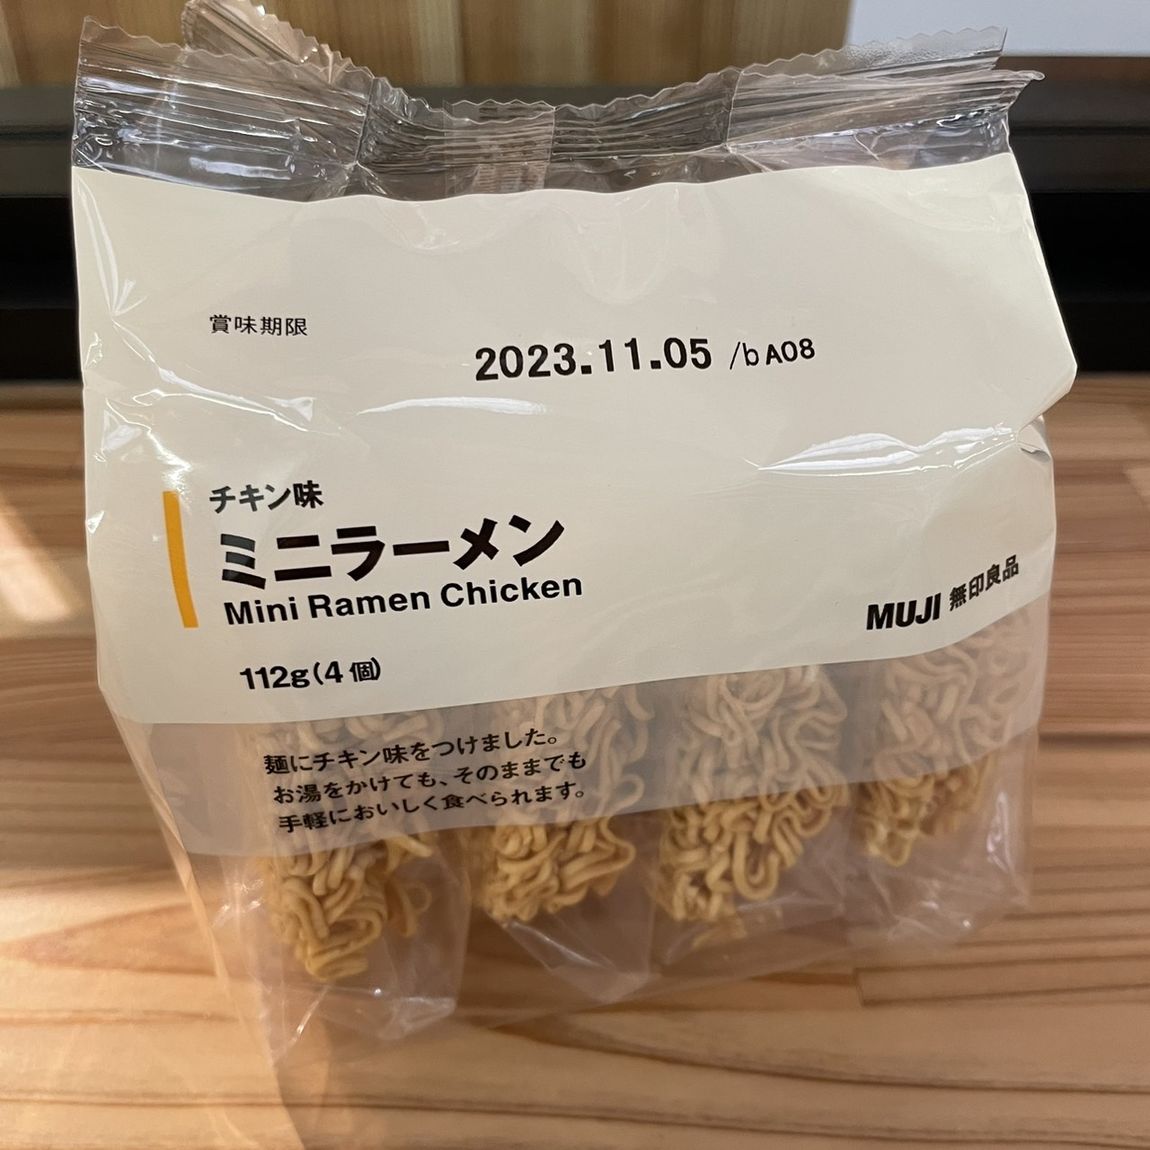 賞味期限
2023.11.05 /bA08
チキン味
ミニラーメン
Mini Ramen Chicken
112g(4個)
MUJI 無印良品
麺にチキン味をつけました。
お湯をかけても、そのままでも
手軽においしく食べられます。